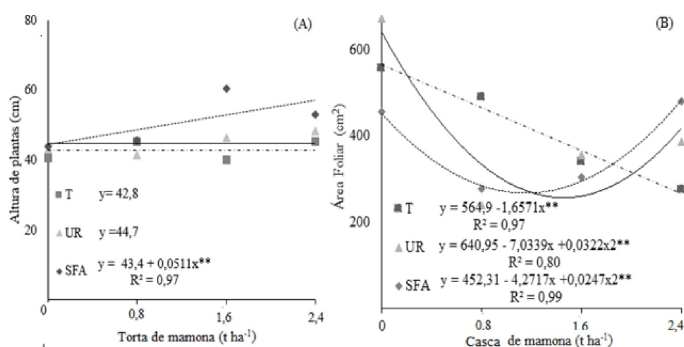 (A)
Altura de plantas (cm)
80
60
40
20
0
T y= 42,8
UR y=44,7
SFA y = 43,4 + 0,0511x**
R² = 0,97
0 0,8 1,6 2,4
Torta de mamona (t ha⁻¹)
(B)
Área Foliar (cm²)
600
400
200
T y = 564,9 -1,6571x**
R² = 0,97
UR y = 640,95 - 7,0339x +0,0322x2**
R² = 0,80
SFA y = 452,31 - 4,2717x +0,0247x2**
R² = 0,99
0 0.8 1.6 2,4
Casca de mamona (t ha⁻¹)